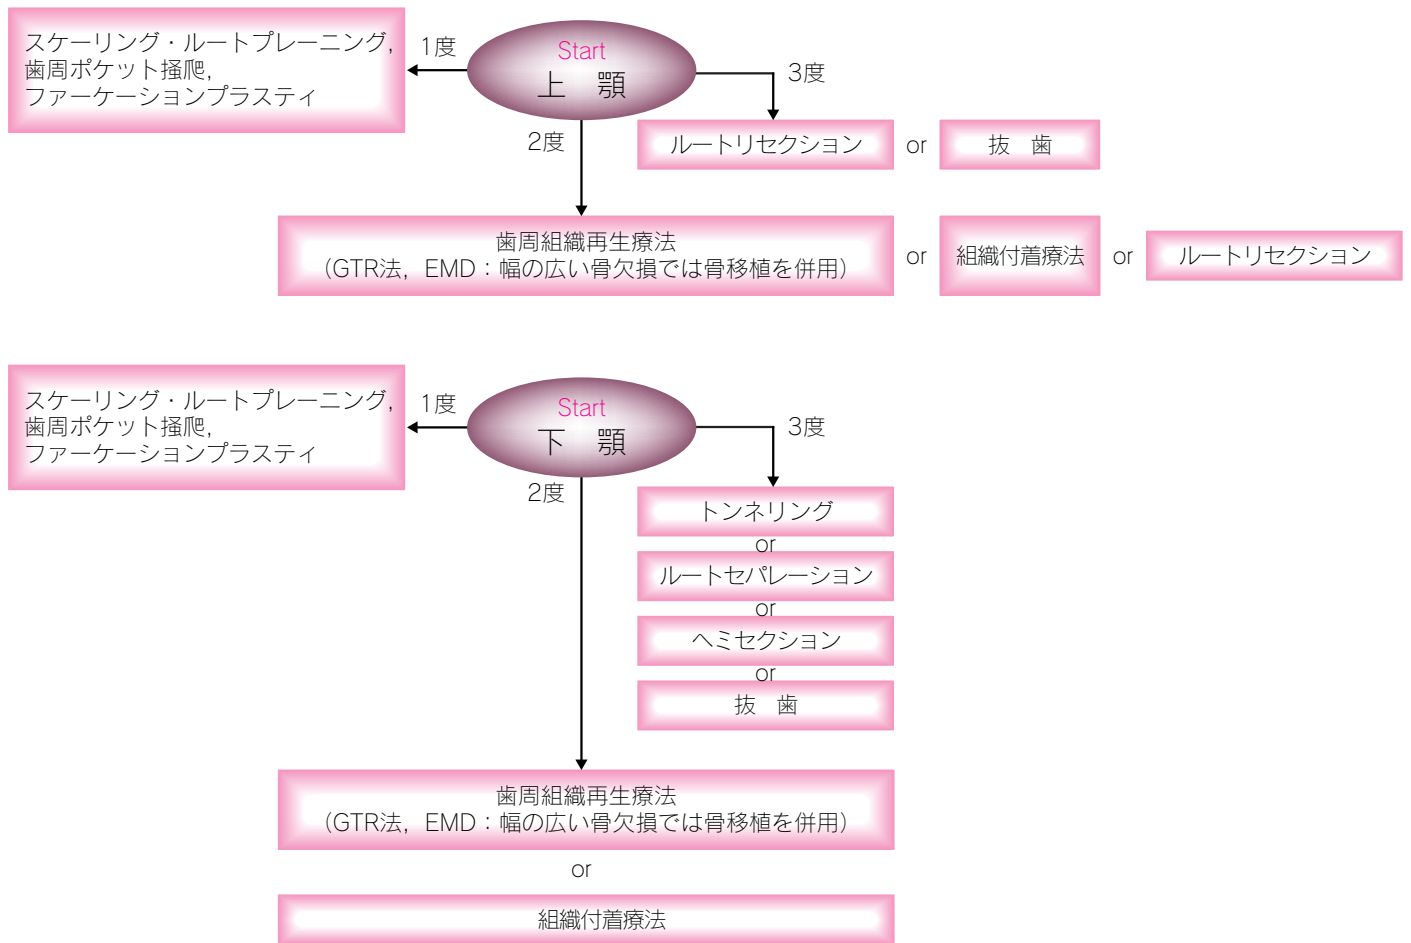 スケーリング・ルートプレーニング,
歯周ポケット掻爬,
ファーケーションプラスティ
1度
Start
上　顎
3度
2度
ルートリセクション
or
抜　歯
歯周組織再生療法
（GTR法，EMD：幅の広い骨欠損では骨移植を併用）
or
組織付着療法
or
ルートリセクション
スケーリング・ルートプレーニング,
歯周ポケット掻爬,
ファーケーションプラスティ
1度
Start
下　顎
3度
2度
トンネリング
or
ルートセパレーション
or
ヘミセクション
or
抜　歯
歯周組織再生療法
（GTR法，EMD：幅の広い骨欠損では骨移植を併用）
or
組織付着療法